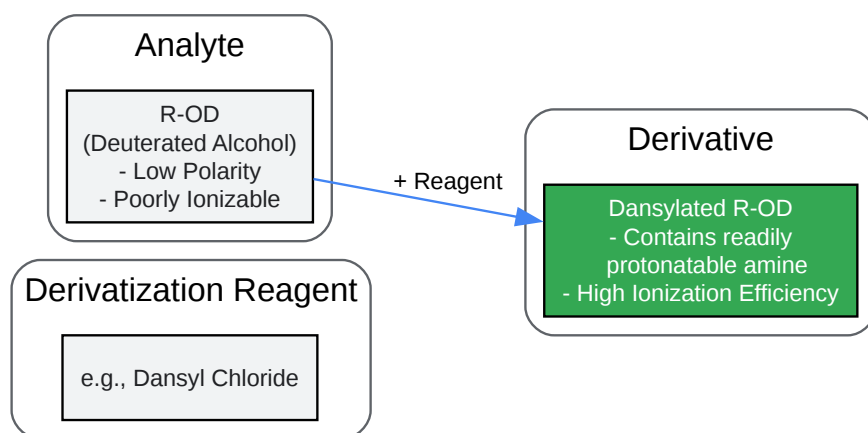 Analyte
R-OD
(Deuterated Alcohol)
- Low Polarity
- Poorly Ionizable
+ Reagent
Derivative
Dansylated R-OD
- Contains readily
protonatable amine
- High Ionization Efficiency
Derivatization Reagent
e.g., Dansyl Chloride